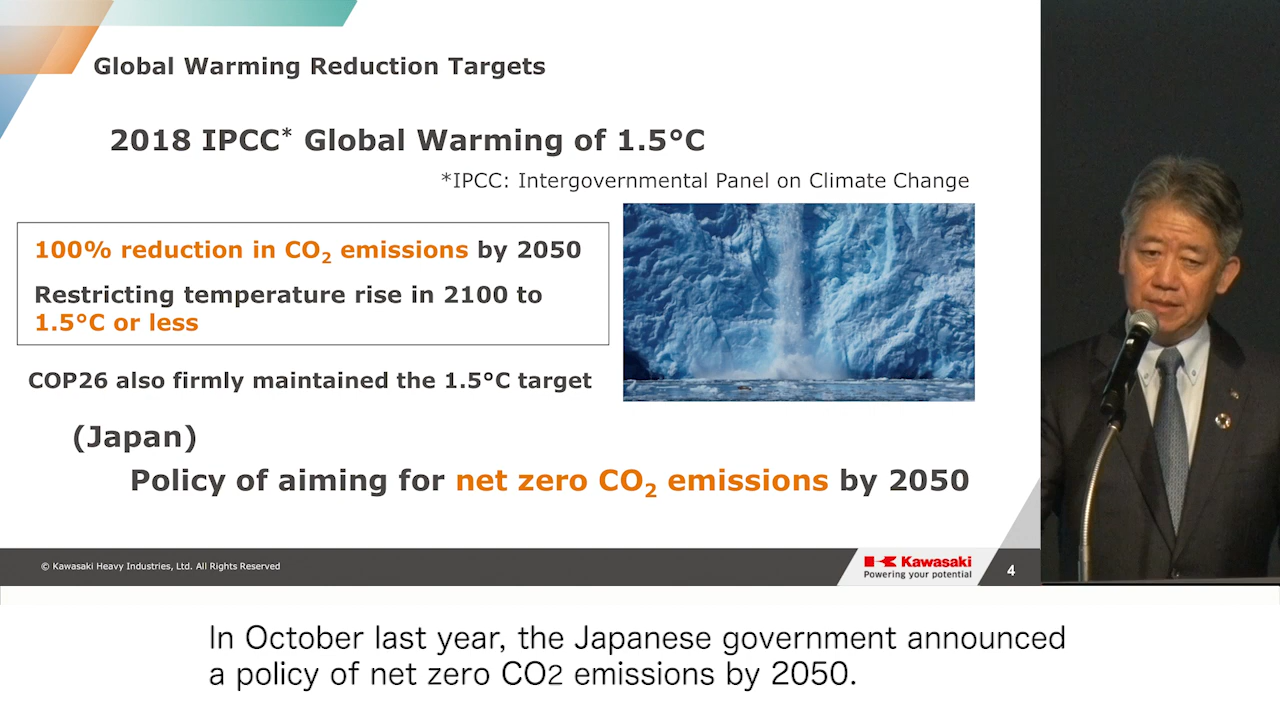 Global Warming Reduction Targets
2018 IPCC* Global Warming of 1.5°C
*IPCC: Intergovernmental Panel on Climate Change
100% reduction in CO₂ emissions by 2050
Restricting temperature rise in 2100 to
1.5°C or less
COP26 also firmly maintained the 1.5°C target
(Japan)
Policy of aiming for net zero CO₂ emissions by 2050
© Kawasaki Heavy Industries, Ltd. All Rights Reserved
Kawasaki
Powering your potential
4
In October last year, the Japanese government announced
a policy of net zero CO2 emissions by 2050.